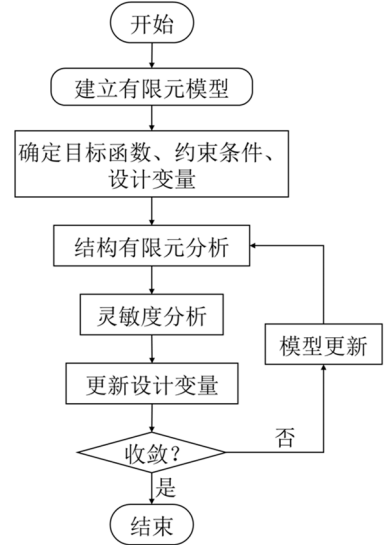 开始
建立有限元模型
确定目标函数、约束条件、
设计变量
结构有限元分析
灵敏度分析
模型更新
更新设计变量
收敛？
否
是
结束